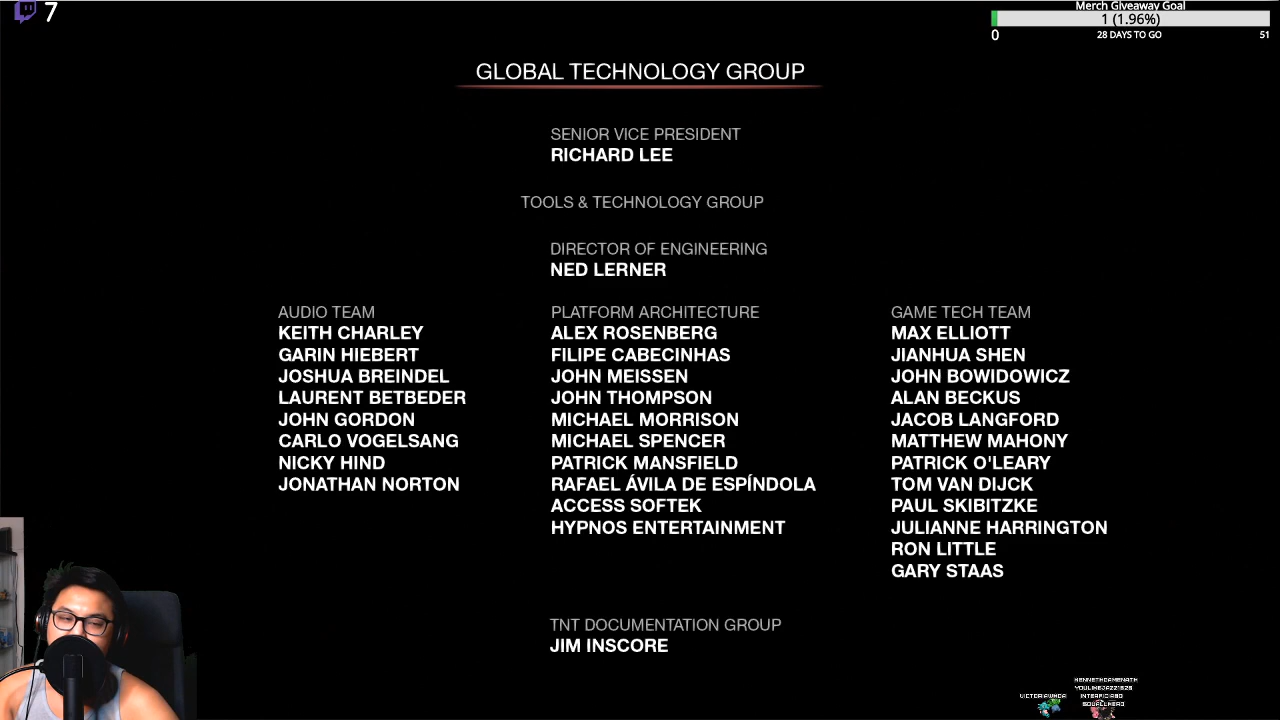 7
Merch Giveaway Goal
1 (1.96%)
0
28 DAYS TO GO
51
GLOBAL TECHNOLOGY GROUP
SENIOR VICE PRESIDENT
RICHARD LEE
TOOLS & TECHNOLOGY GROUP
DIRECTOR OF ENGINEERING
NED LERNER
AUDIO TEAM
KEITH CHARLEY
GARIN HIEBERT
JOSHUA BREINDEL
LAURENT BETBEDER
JOHN GORDON
CARLO VOGELSANG
NICKY HIND
JONATHAN NORTON
PLATFORM ARCHITECTURE
ALEX ROSENBERG
FILIPE CABECINHAS
JOHN MEISSEN
JOHN THOMPSON
MICHAEL MORRISON
MICHAEL SPENCER
PATRICK MANSFIELD
RAFAEL ÁVILA DE ESPÍNDOLA
ACCESS SOFTEK
HYPNOS ENTERTAINMENT
GAME TECH TEAM
MAX ELLIOTT
JIANHUA SHEN
JOHN BOWIDOWICZ
ALAN BECKUS
JACOB LANGFORD
MATTHEW MAHONY
PATRICK O'LEARY
TOM VAN DIJCK
PAUL SKIBITZKE
JULIANNE HARRINGTON
RON LITTLE
GARY STAAS
TNT DOCUMENTATION GROUP
JIM INSCORE